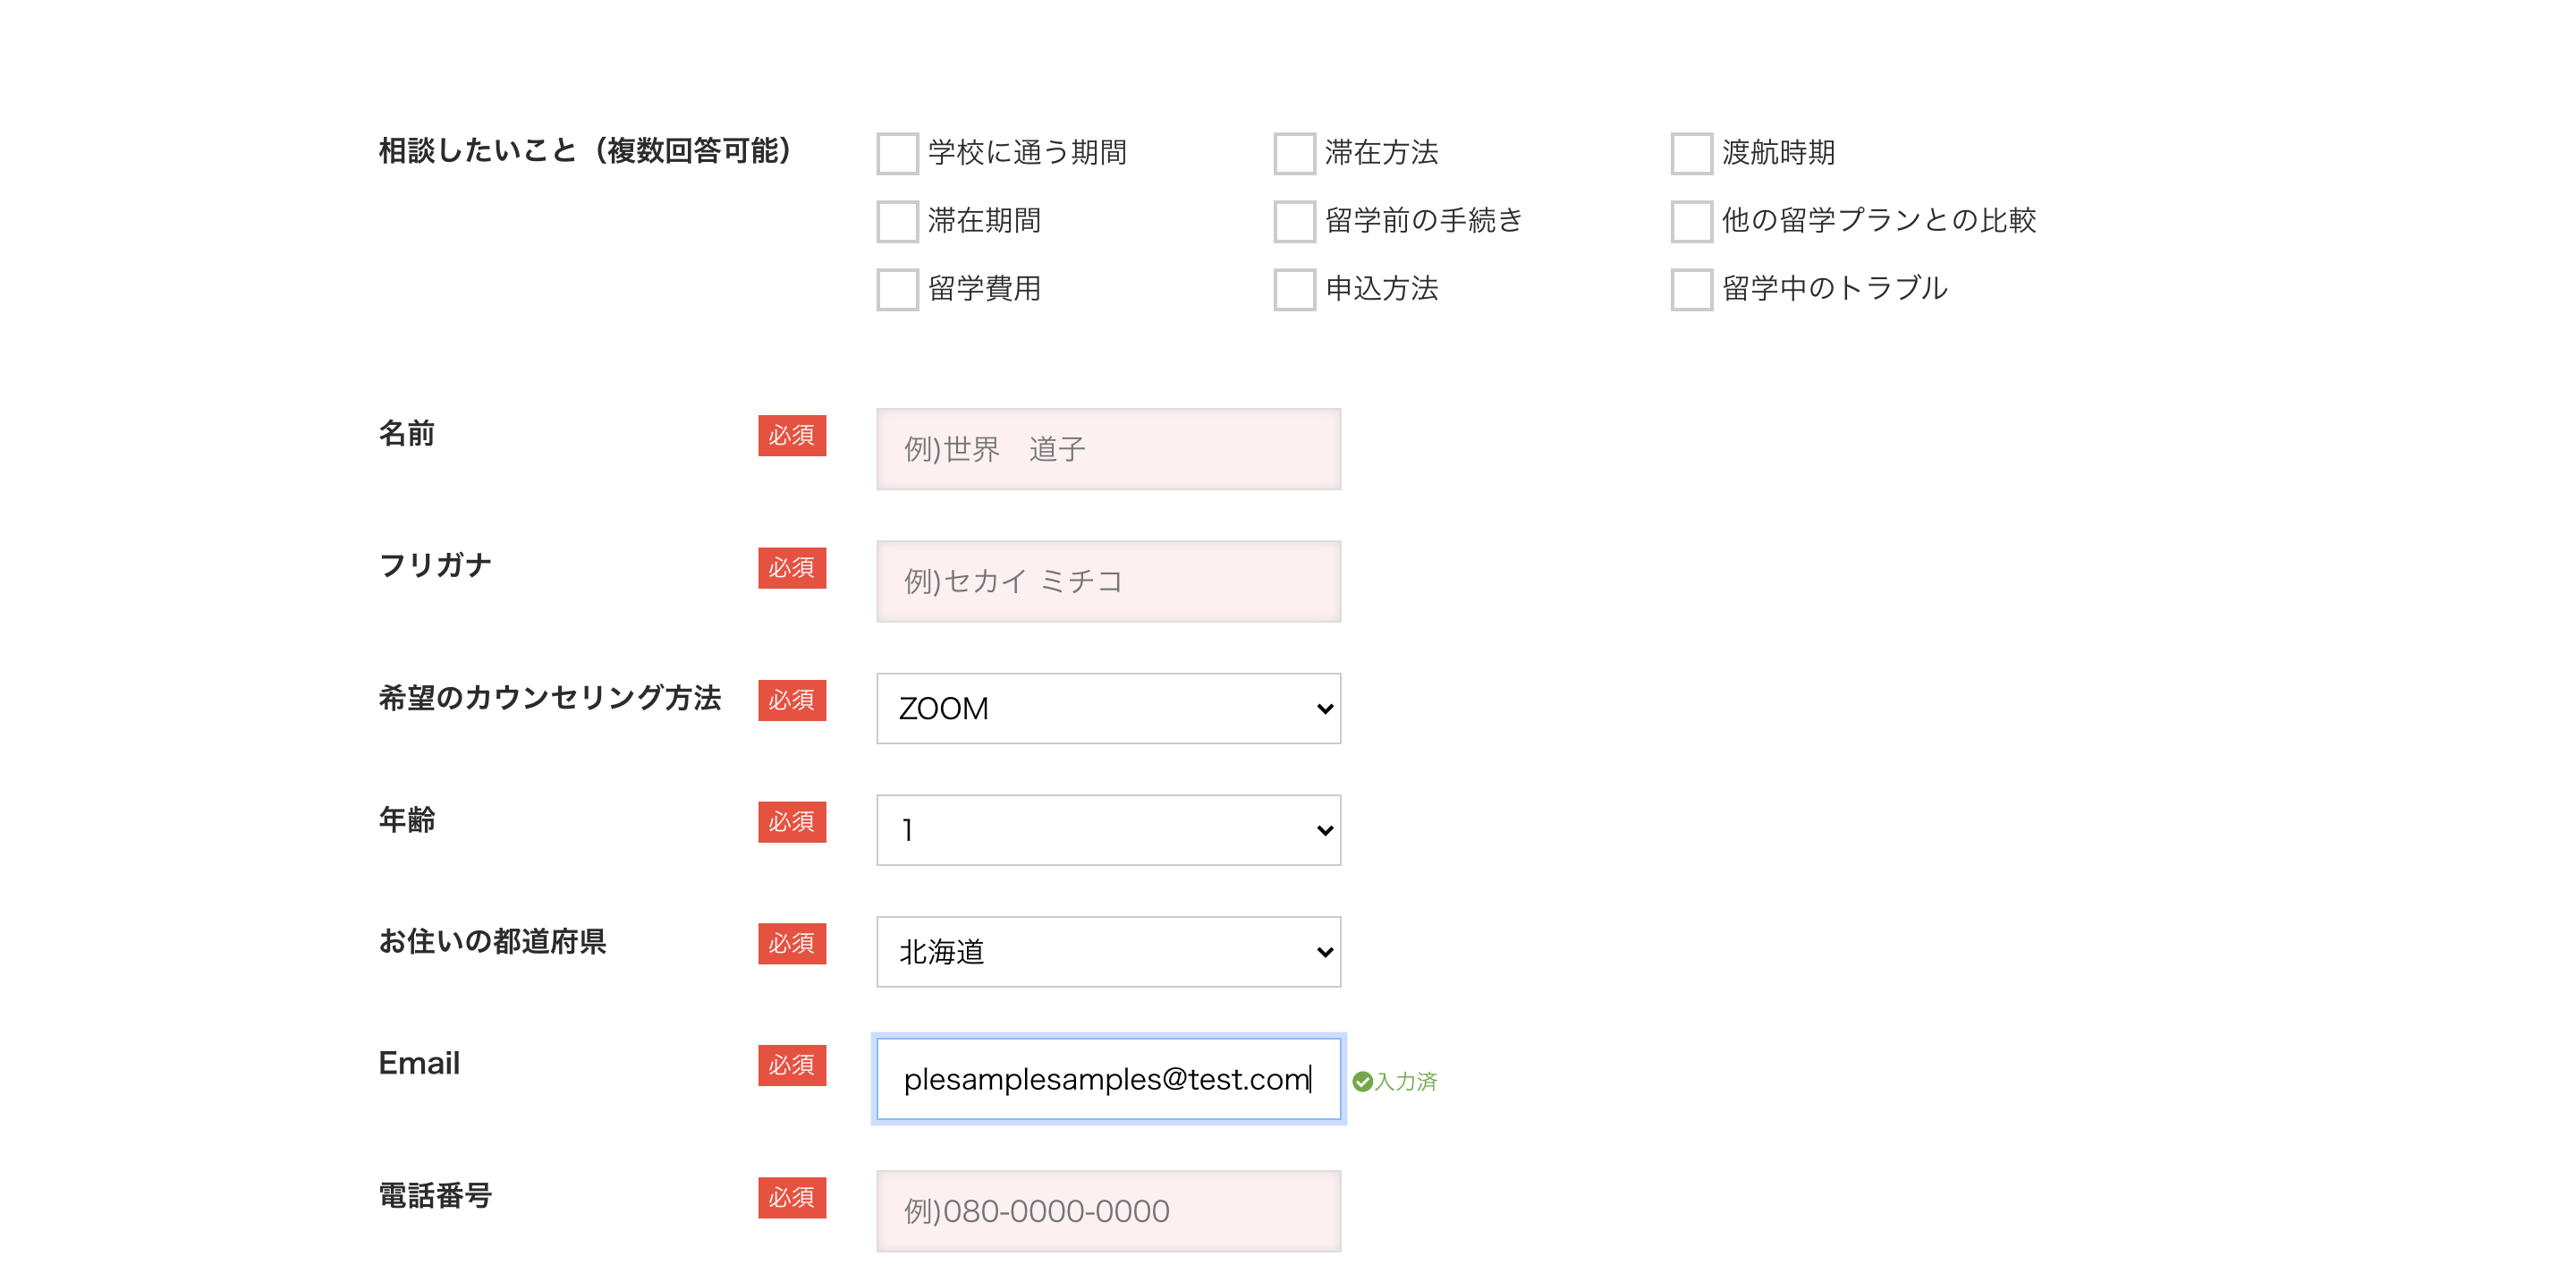 相談したいこと（複数回答可能）
学校に通う期間 滞在方法 渡航時期
滞在期間 留学前の手続き 他の留学プランとの比較
留学費用 申込方法 留学中のトラブル
名前 必須 例)世界　道子
フリガナ 必須 例)セカイ ミチコ
希望のカウンセリング方法 必須 ZOOM
年齢 必須 1
お住いの都道府県 必須 北海道
Email 必須 plesamplesamples@test.com 入力済
電話番号 必須 例)080-0000-0000